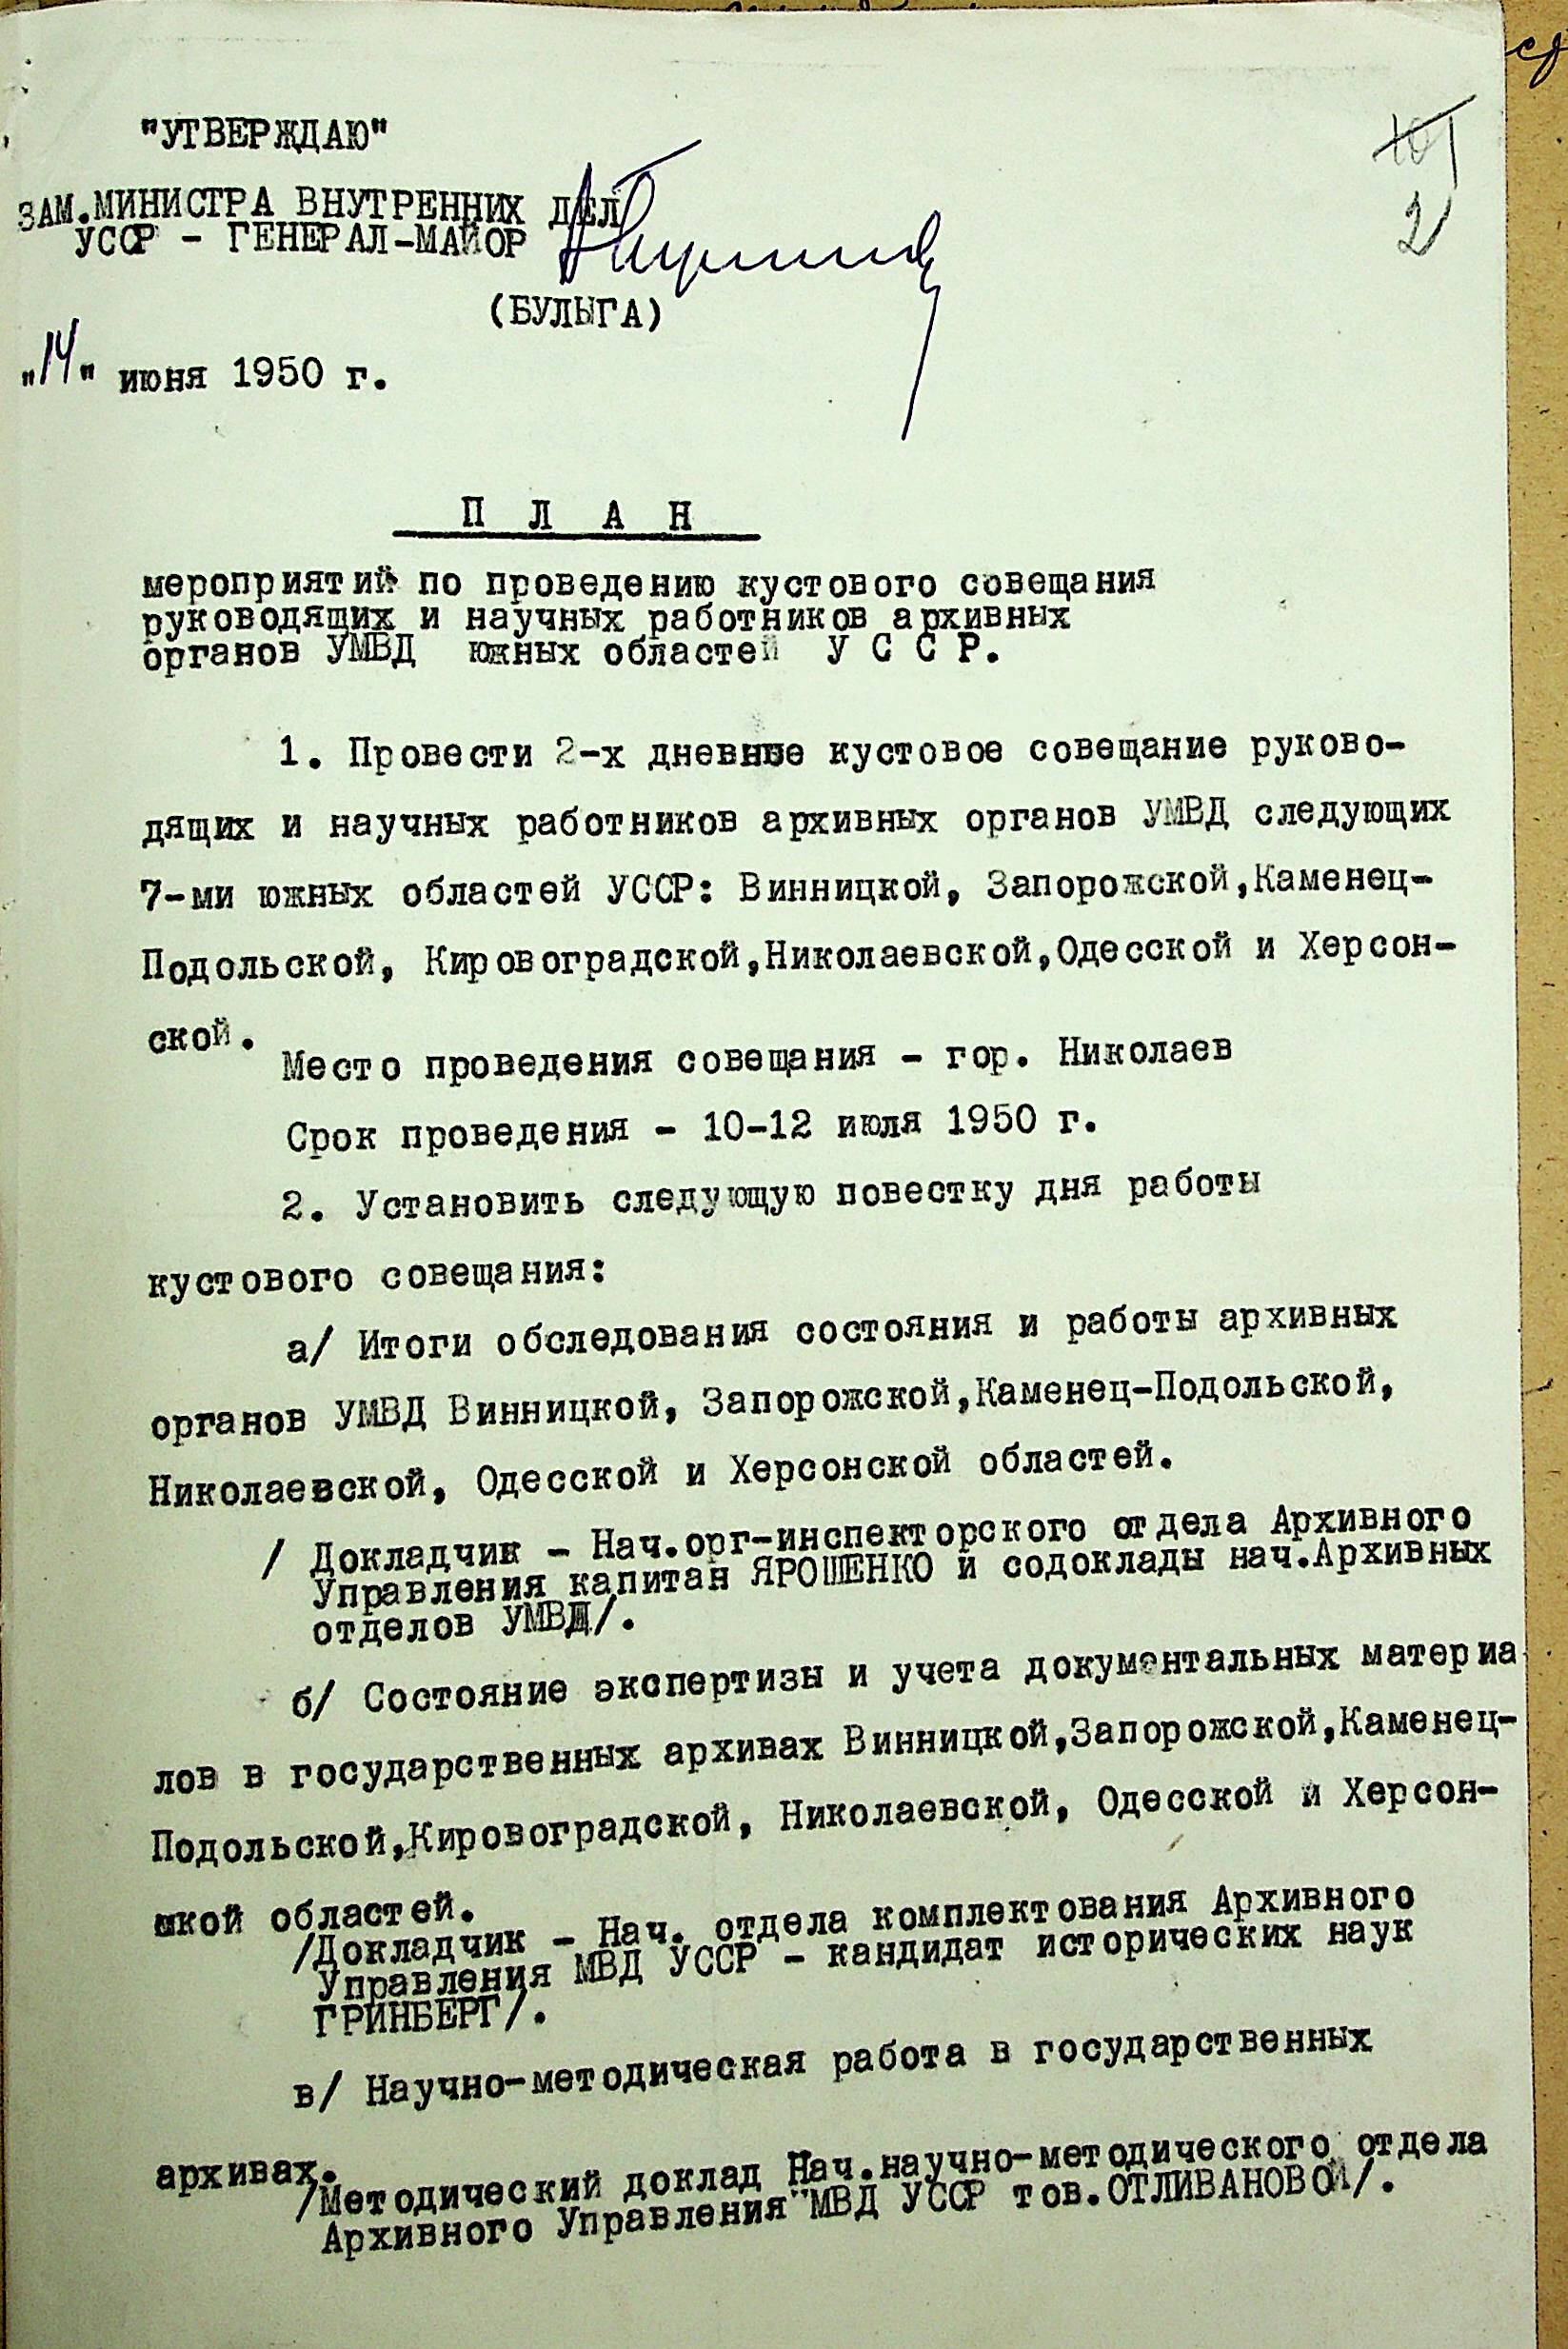 "УТВЕРЖДАЮ"
ЗАМ.МИНИСТРА ВНУТРЕННИХ ДЕЛ
УССР - ГЕНЕРАЛ-МАЙОР
(БУЛЫГА)
"14" июня 1950 г.
2
П Л А Н
мероприятий по проведению кустового совещания
руководящих и научных работников архивных
органов УМВД южных областей У С С Р.
1. Провести 2-х дневное кустовое совещание руково-
дящих и научных работников архивных органов УМВД следующих
7-ми южных областей УССР: Винницкой, Запорожской,Каменец-
Подольской, Кировоградской,Николаевской,Одесской и Херсон-
ской.
Место проведения совещания - гор. Николаев
Срок проведения - 10-12 июля 1950 г.
2. Установить следующую повестку дня работы
кустового совещания:
а/ Итоги обследования состояния и работы архивных
органов УМВД Винницкой, Запорожской,Каменец-Подольской,
Николаевской, Одесской и Херсонской областей.
/ Докладчик - Нач.орг-инспекторского отдела Архивного
Управления капитан ЯРОШЕНКО и содоклады нач.Архивных
отделов УМВД/.
б/ Состояние экспертизы и учета документальных материа
лов в государственных архивах Винницкой,Запорожской,Каменец-
Подольской,Кировоградской, Николаевской, Одесской и Херсон-
шкой областей.
/Докладчик - Нач. отдела комплектования Архивного
Управления МВД УССР - кандидат исторических наук
ГРИНБЕРГ/.
в/ Научно-методическая работа в государственных
архивах.
/Методический доклад Нач.научно-методического отдела
Архивного Управления МВД УССР тов.ОТЛИВАНОВОЙ/.